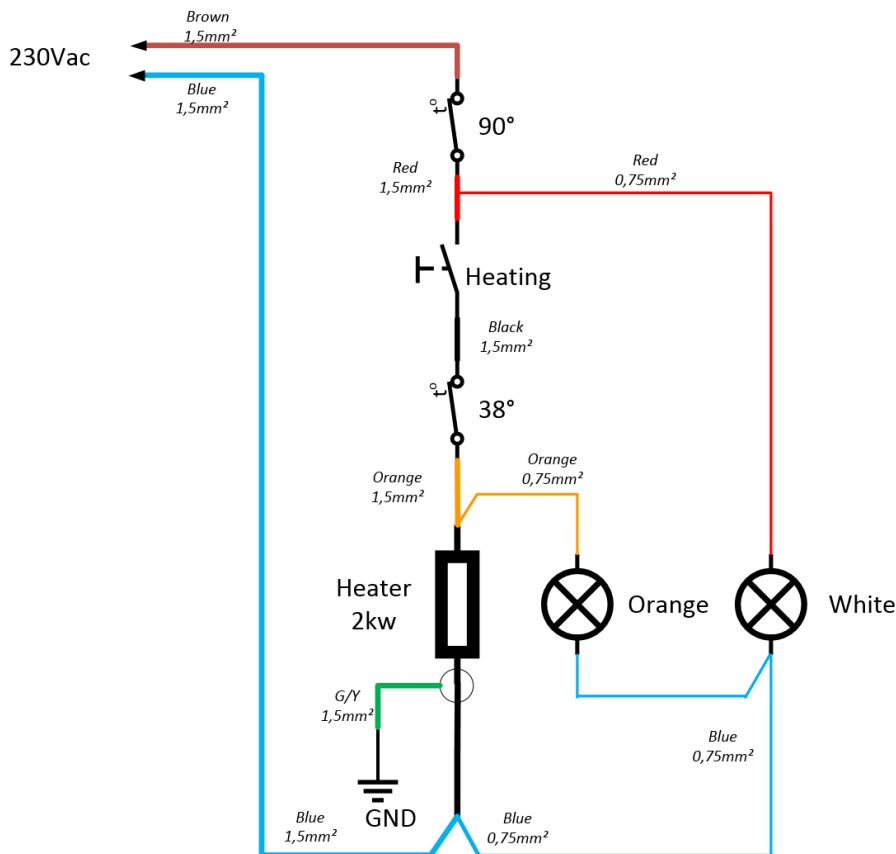 Brown
1,5mm²
230Vac
Blue
1,5mm²
t°
90°
Red
1,5mm²
Red
0,75mm²
Heating
Black
1,5mm²
t°
38°
Orange
1,5mm²
Orange
0,75mm²
Heater
2kw
Orange
White
G/Y
1,5mm²
Blue
0,75mm²
GND
Blue
1,5mm²
Blue
0,75mm²